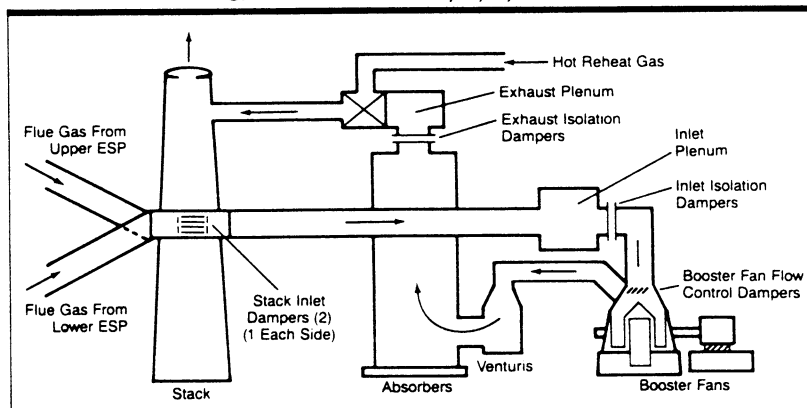 Hot Reheat Gas
Exhaust Plenum
Exhaust Isolation
Dampers
Inlet
Plenum
Inlet Isolation
Dampers
Flue Gas From
Upper ESP
Flue Gas From
Lower ESP
Stack Inlet
Dampers (2)
(1 Each Side)
Booster Fan Flow
Control Dampers
Stack
Absorbers
Venturis
Booster Fans